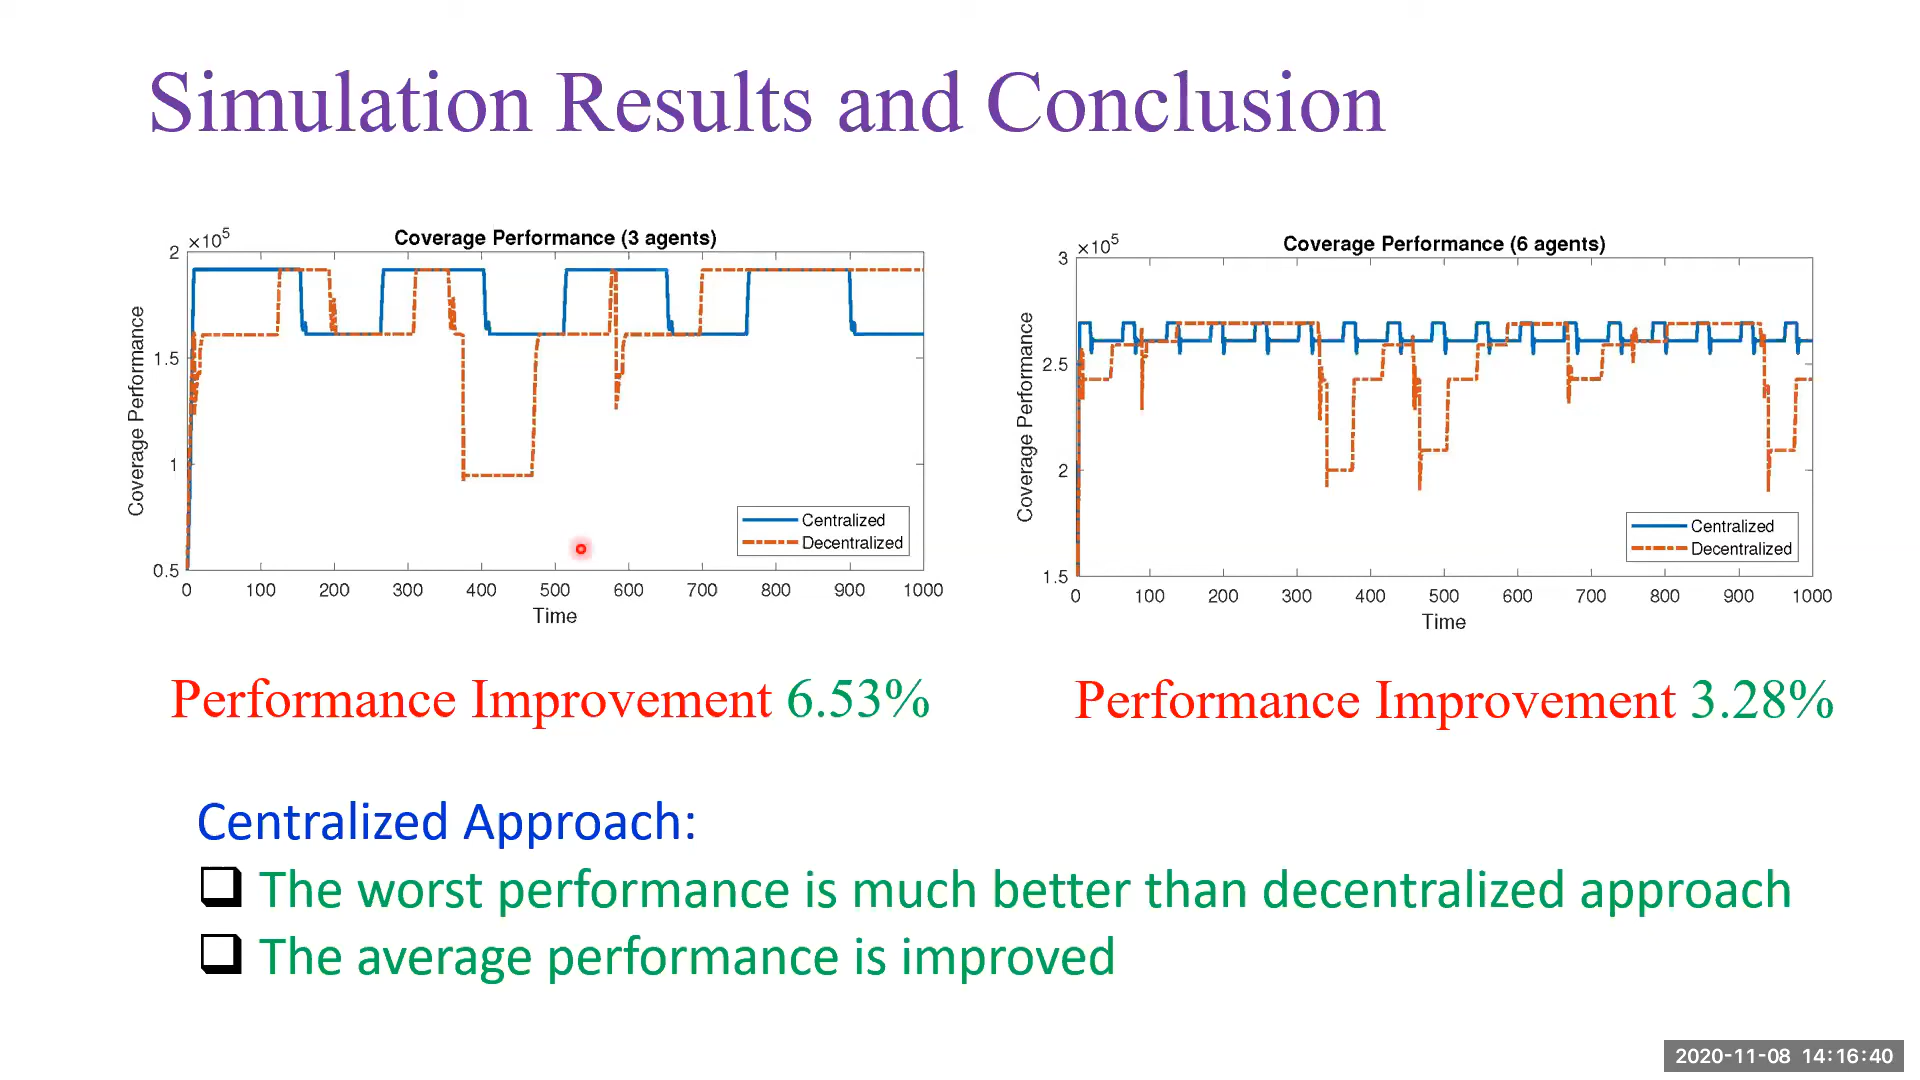 Simulation Results and Conclusion
Coverage Performance (3 agents)
×10^5
2
1.5
1
0.5
0 100 200 300 400 500 600 700 800 900 1000
Coverage Performance
Time
Centralized
Decentralized
Coverage Performance (6 agents)
×10^5
3
2.5
2
1.5
0 100 200 300 400 500 600 700 800 900 1000
Coverage Performance
Time
Centralized
Decentralized
Performance Improvement 6.53%
Performance Improvement 3.28%
Centralized Approach:
❑ The worst performance is much better than decentralized approach
❑ The average performance is improved
2020-11-08 14:16:40